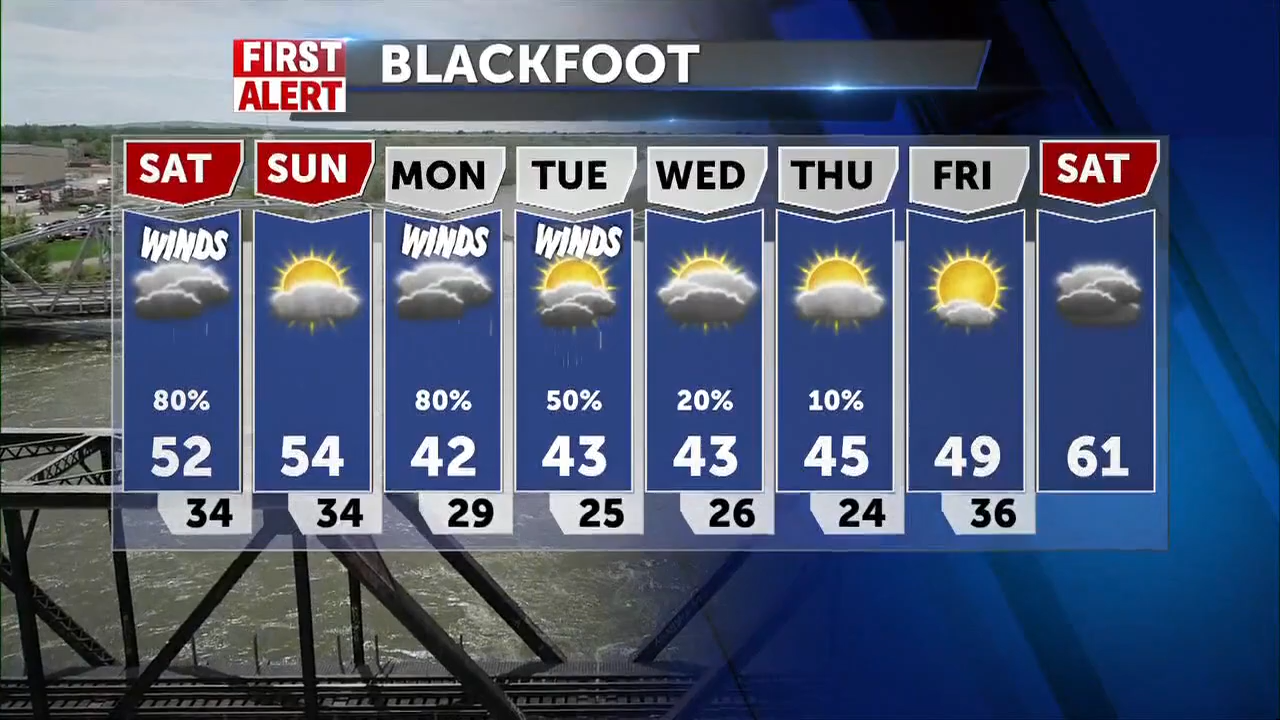 FIRST
ALERT
BLACKFOOT
SAT SUN MON TUE WED THU FRI SAT
WINDS WINDS WINDS
80% 80% 50% 20% 10%
52 54 42 43 43 45 49 61
34 34 29 25 26 24 36